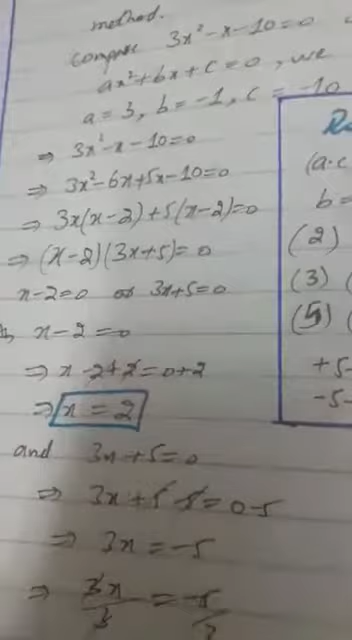 method.
compare 3x²-x-10=0
ax²+bx+c=0, we
a=3, b=-1, c=-10
⇒ 3x²-x-10=0
⇒ 3x²-6x+5x-10=0
⇒ 3x(x-2)+5(x-2)=0
⇒ (x-2)(3x+5)=0
x-2=0 or 3x+5=0
x-2=0
⇒ x-2+2=0+2
⇒ x=2
and 3x+5=0
⇒ 3x+5-5=0-5
⇒ 3x=-5
⇒ 3x/3=-5/3
(a.c
b=
(2)
(3) (
(5) (
+5-
-5-